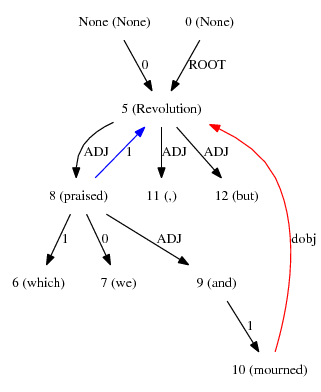 None (None) 0 (None)
0 ROOT
5 (Revolution)
ADJ 1 ADJ ADJ
8 (praised) 11 (,) 12 (but)
1 0 ADJ dobj
6 (which) 7 (we) 9 (and)
1
10 (mourned)